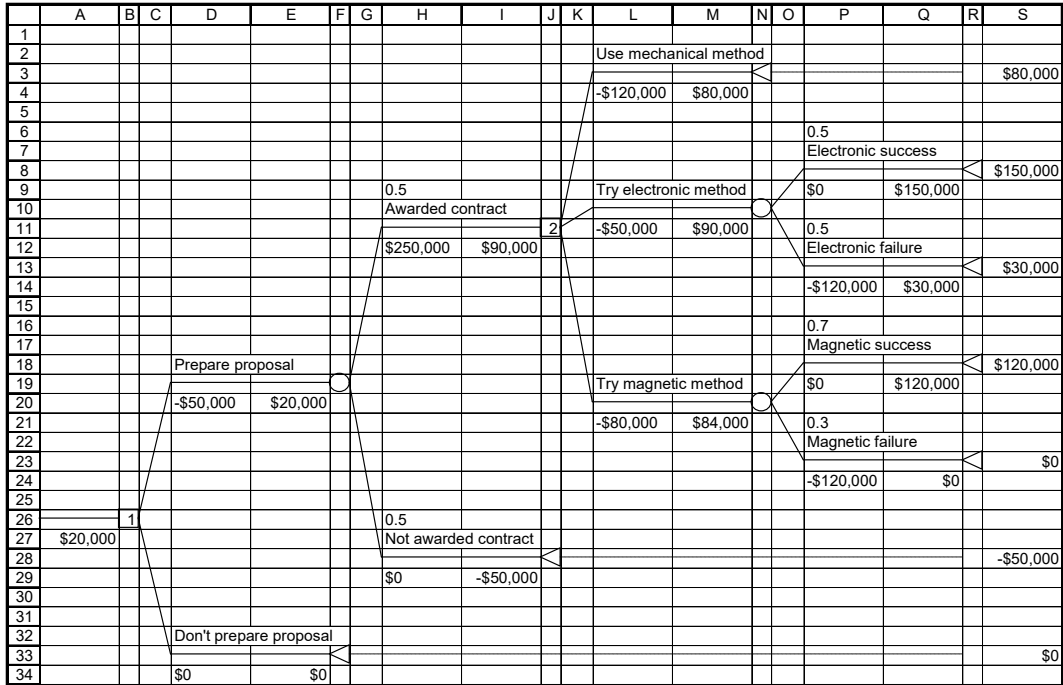 A B C D E F G H I J K L M N O P Q R S
1
2 Use mechanical method
3 $80,000
4 -$120,000 $80,000
5
6 0.5
7 Electronic success
8 $150,000
9 0.5 Try electronic method $0 $150,000
10 Awarded contract
11 2 -$50,000 $90,000 0.5
12 $250,000 $90,000 Electronic failure
13 $30,000
14 -$120,000 $30,000
15
16 0.7
17 Magnetic success
18 Prepare proposal $120,000
19 Try magnetic method $0 $120,000
20 -$50,000 $20,000
21 -$80,000 $84,000 0.3
22 Magnetic failure
23 $0
24 -$120,000 $0
25
26 1 0.5
27 $20,000 Not awarded contract
28 -$50,000
29 $0 -$50,000
30
31
32 Don't prepare proposal
33 $0
34 $0 $0